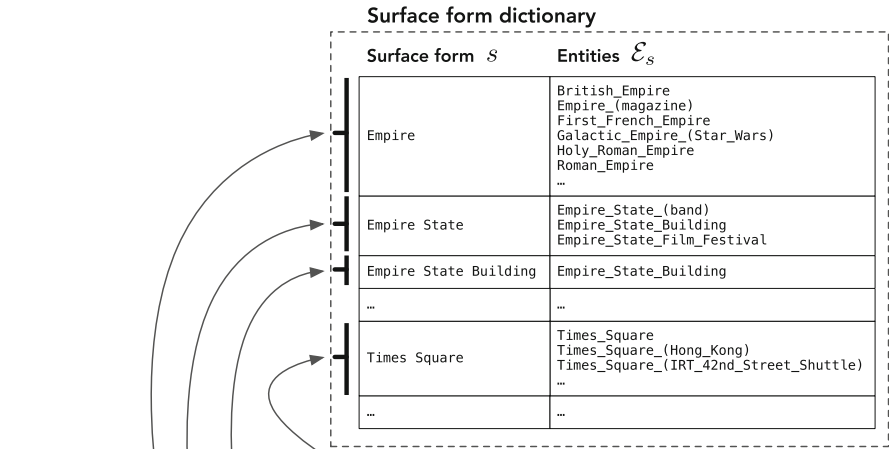 Surface form dictionary
Surface form s Entities ℰs
Empire
British_Empire
Empire_(magazine)
First_French_Empire
Galactic_Empire_(Star_Wars)
Holy_Roman_Empire
Roman_Empire
…
Empire State
Empire_State_(band)
Empire_State_Building
Empire_State_Film_Festival
Empire State Building Empire_State_Building
… …
Times Square
Times_Square
Times_Square_(Hong_Kong)
Times_Square_(IRT_42nd_Street_Shuttle)
…
… …